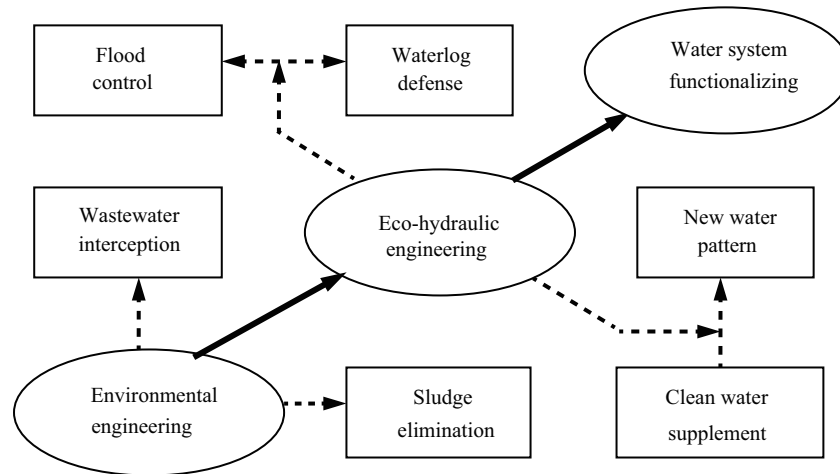 Flood
control
Waterlog
defense
Water system
functionalizing
Wastewater
interception
Eco-hydraulic
engineering
New water
pattern
Environmental
engineering
Sludge
elimination
Clean water
supplement